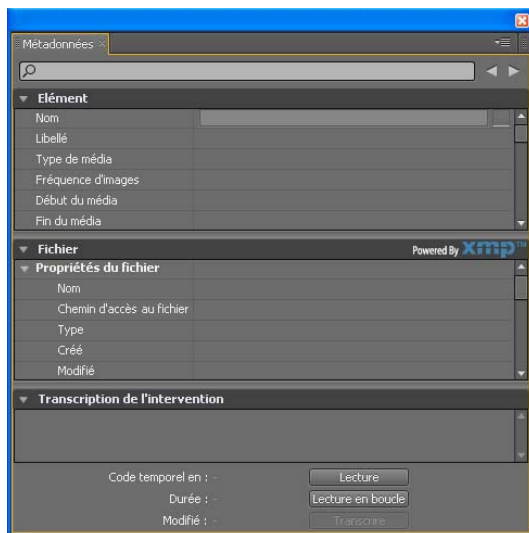 Métadonnées
Elément
Nom
Libellé
Type de média
Fréquence d'images
Début du média
Fin du média
Fichier Powered By xmp™
Propriétés du fichier
Nom
Chemin d'accès au fichier
Type
Créé
Modifié
Transcription de l'intervention
Code temporel en : - Lecture
Durée : - Lecture en boucle
Modifié : - Transcrire